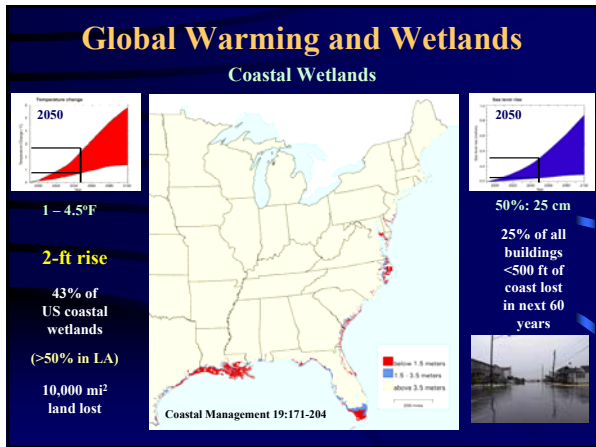 Global Warming and Wetlands
Coastal Wetlands
Temperature change
2050
1 – 4.5ºF
2-ft rise
43% of
US coastal
wetlands
(>50% in LA)
10,000 mi²
land lost
below 1.5 meters
1.5 - 3.5 meters
above 3.5 meters
200 miles
Coastal Management 19:171-204
Sea level rise
2050
50%: 25 cm
25% of all
buildings
<500 ft of
coast lost
in next 60
years